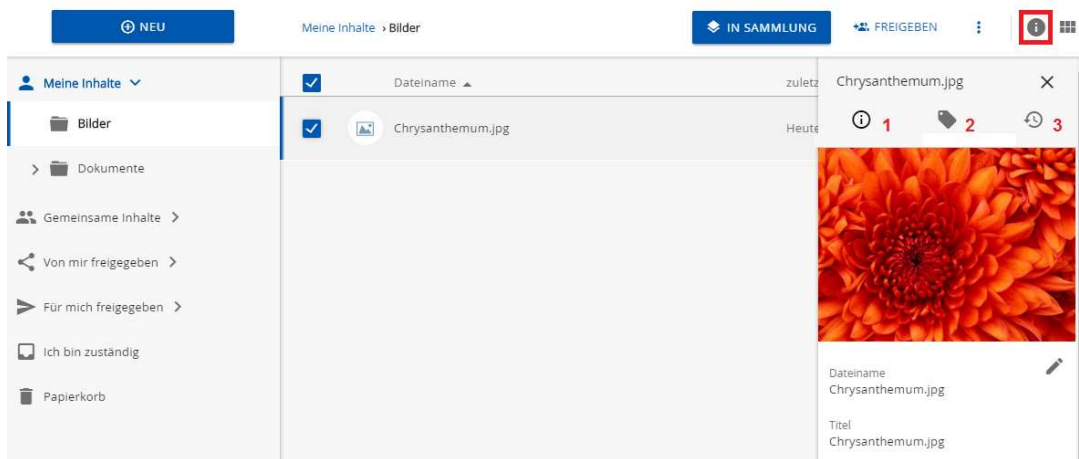 NEU
Meine Inhalte › Bilder
IN SAMMLUNG
FREIGEBEN
Meine Inhalte
Bilder
Dokumente
Gemeinsame Inhalte
Von mir freigegeben
Für mich freigegeben
Ich bin zuständig
Papierkorb
Dateiname
zuletz
Chrysanthemum.jpg
Heute
Chrysanthemum.jpg
1
2
3
Dateiname
Chrysanthemum.jpg
Titel
Chrysanthemum.jpg